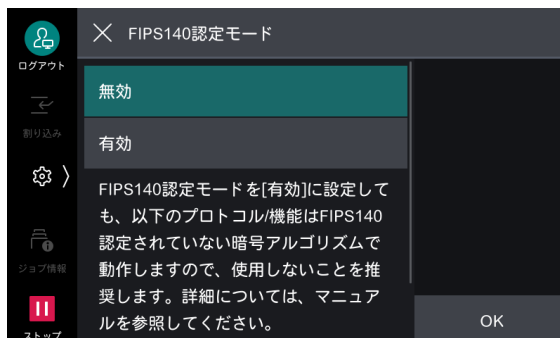 FIPS140認定モード
ログアウト
無効
割り込み
有効
FIPS140認定モードを[有効]に設定して
も、以下のプロトコル/機能はFIPS140
認定されていない暗号アルゴリズムで
動作しますので、使用しないことを推
奨します。詳細については、マニュア
ルを参照してください。
ジョブ情報
ストップ
OK